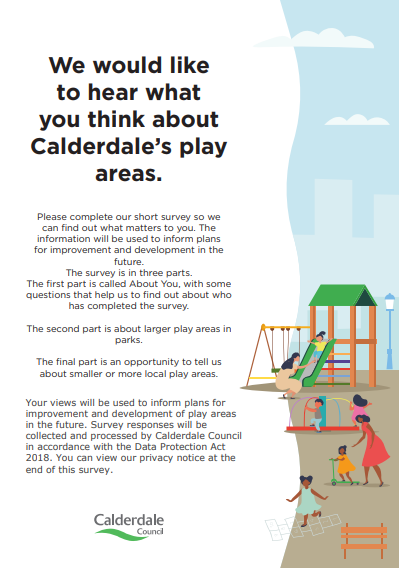 We would like
to hear what
you think about
Calderdale's play
areas.
Please complete our short survey so we
can find out what matters to you. The
information will be used to inform plans
for improvement and development in the
future.
The survey is in three parts.
The first part is called About You, with some
questions that help us to find out about who
has completed the survey.
The second part is about larger play areas in
parks.
The final part is an opportunity to tell us
about smaller or more local play areas.
Your views will be used to inform plans for
improvement and development of play areas
in the future. Survey responses will be
collected and processed by Calderdale Council
in accordance with the Data Protection Act
2018. You can view our privacy notice at the
end of this survey.
Calderdale
Council